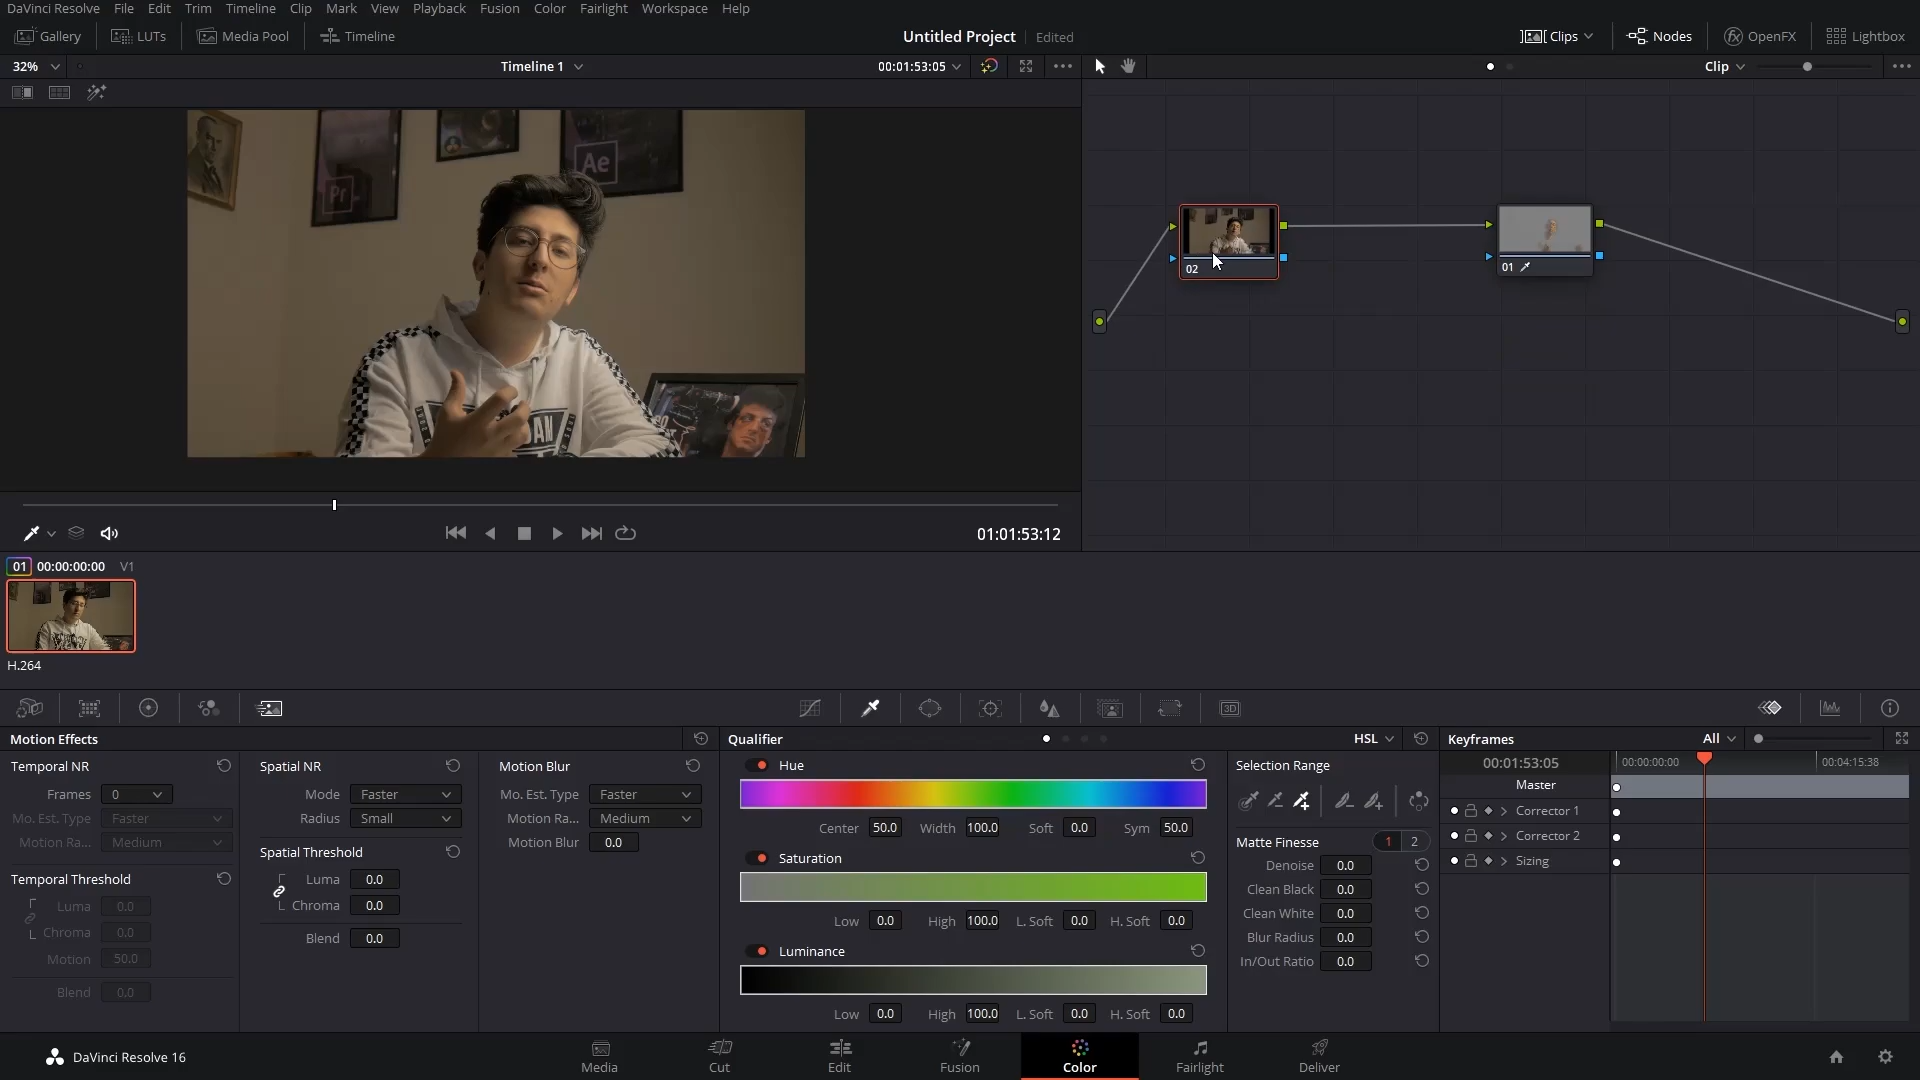 DaVinci Resolve File Edit Trim Timeline Clip Mark View Playback Fusion Color Fairlight Workspace Help
Gallery LUTs Media Pool Timeline Untitled Project Edited Clips Nodes OpenFX Lightbox
32% Timeline 1 00:01:53:05 Clip
Pr
Ae
02
01
01:01:53:12
01 00:00:00:00 V1
H.264
3D
Motion Effects
Temporal NR
Frames 0
Mo. Est. Type Faster
Motion Ra... Medium
Temporal Threshold
Luma 0.0
Chroma 0.0
Motion 50.0
Blend 0.0
Spatial NR
Mode Faster
Radius Small
Spatial Threshold
Luma 0.0
Chroma 0.0
Blend 0.0
Motion Blur
Mo. Est. Type Faster
Motion Ra... Medium
Motion Blur 0.0
Qualifier HSL
Hue
Center 50.0 Width 100.0 Soft 0.0 Sym 50.0
Saturation
Low 0.0 High 100.0 L. Soft 0.0 H. Soft 0.0
Luminance
Low 0.0 High 100.0 L. Soft 0.0 H. Soft 0.0
Selection Range
Matte Finesse 1 2
Denoise 0.0
Clean Black 0.0
Clean White 0.0
Blur Radius 0.0
In/Out Ratio 0.0
Keyframes All
00:01:53:05 00:00:00:00 00:04:15:38
Master
Corrector 1
Corrector 2
Sizing
DaVinci Resolve 16 Media Cut Edit Fusion Color Fairlight Deliver